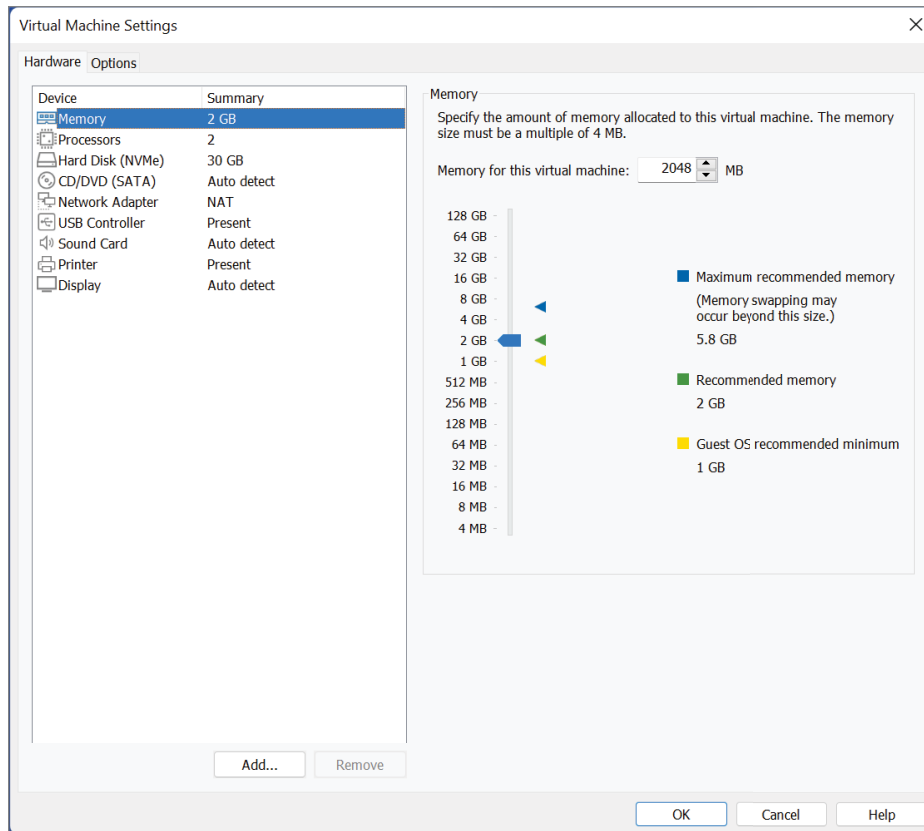 Virtual Machine Settings
Hardware Options
Device Summary
Memory 2 GB
Processors 2
Hard Disk (NVMe) 30 GB
CD/DVD (SATA) Auto detect
Network Adapter NAT
USB Controller Present
Sound Card Auto detect
Printer Present
Display Auto detect
Add... Remove
Memory
Specify the amount of memory allocated to this virtual machine. The memory
size must be a multiple of 4 MB.
Memory for this virtual machine: 2048 MB
128 GB
64 GB
32 GB
16 GB
8 GB
4 GB
2 GB
1 GB
512 MB
256 MB
128 MB
64 MB
32 MB
16 MB
8 MB
4 MB
Maximum recommended memory
(Memory swapping may
occur beyond this size.)
5.8 GB
Recommended memory
2 GB
Guest OS recommended minimum
1 GB
OK Cancel Help